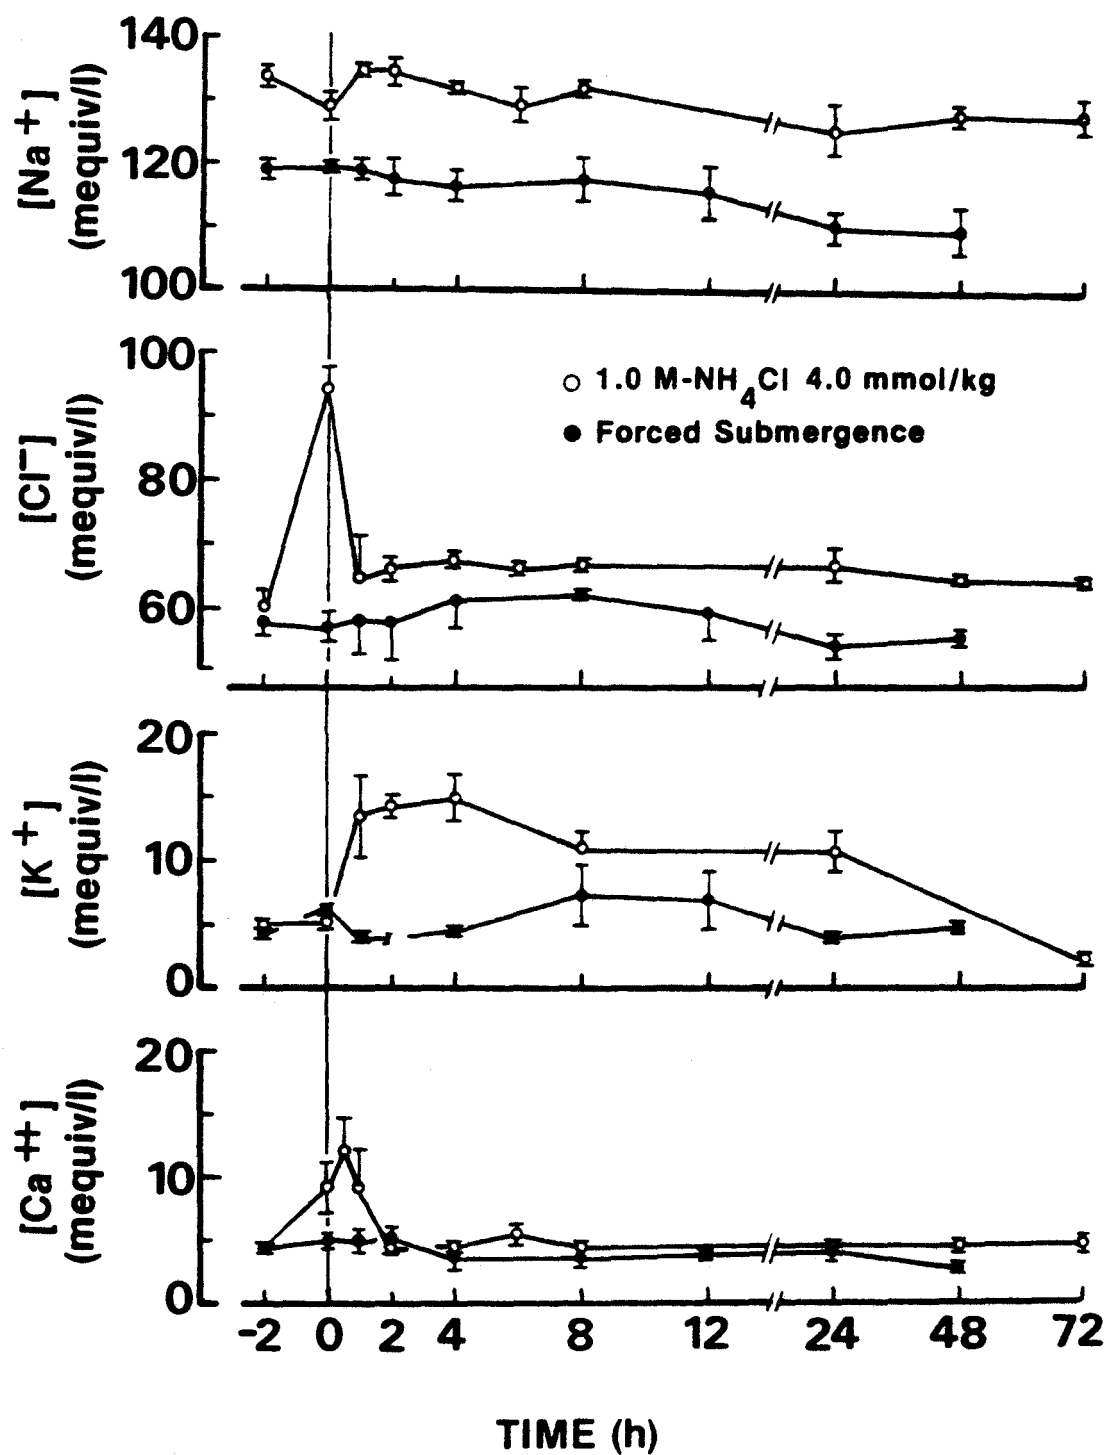 140
120
100
[Na+]
(mequiv/l)
100
80
60
[Cl−]
(mequiv/l)
1.0 M-NH4Cl 4.0 mmol/kg
Forced Submergence
20
10
0
[K+]
(mequiv/l)
20
10
0
[Ca++]
(mequiv/l)
-2 0 2 4 8 12 24 48 72
TIME (h)